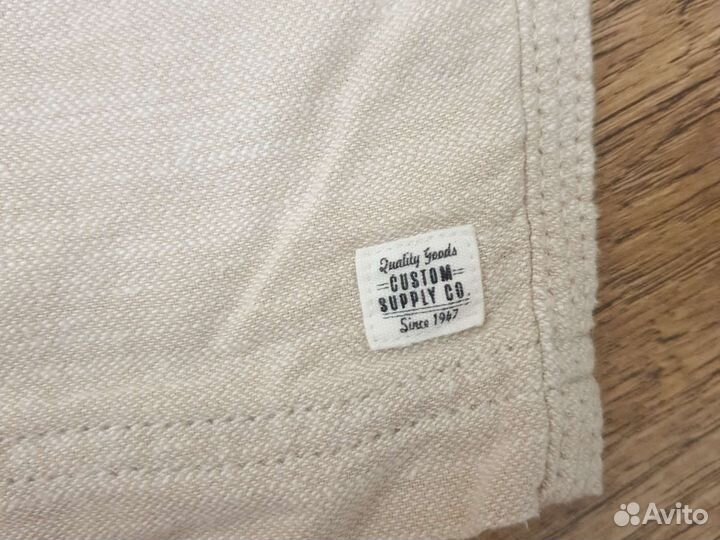 Quality Goods
CUSTOM
SUPPLY CO.
Since 1947
Avito